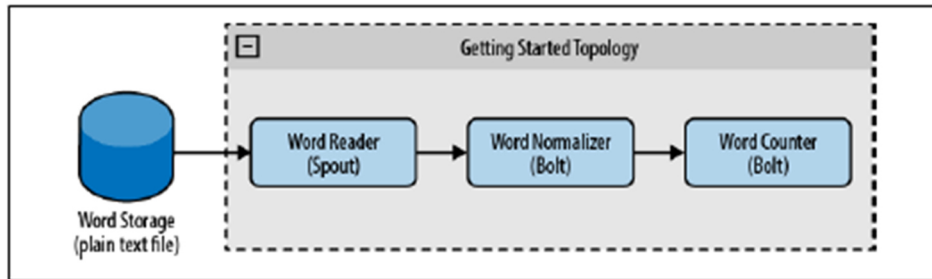 Getting Started Topology
Word Reader
(Spout)
Word Normalizer
(Bolt)
Word Counter
(Bolt)
Word Storage
(plain text file)